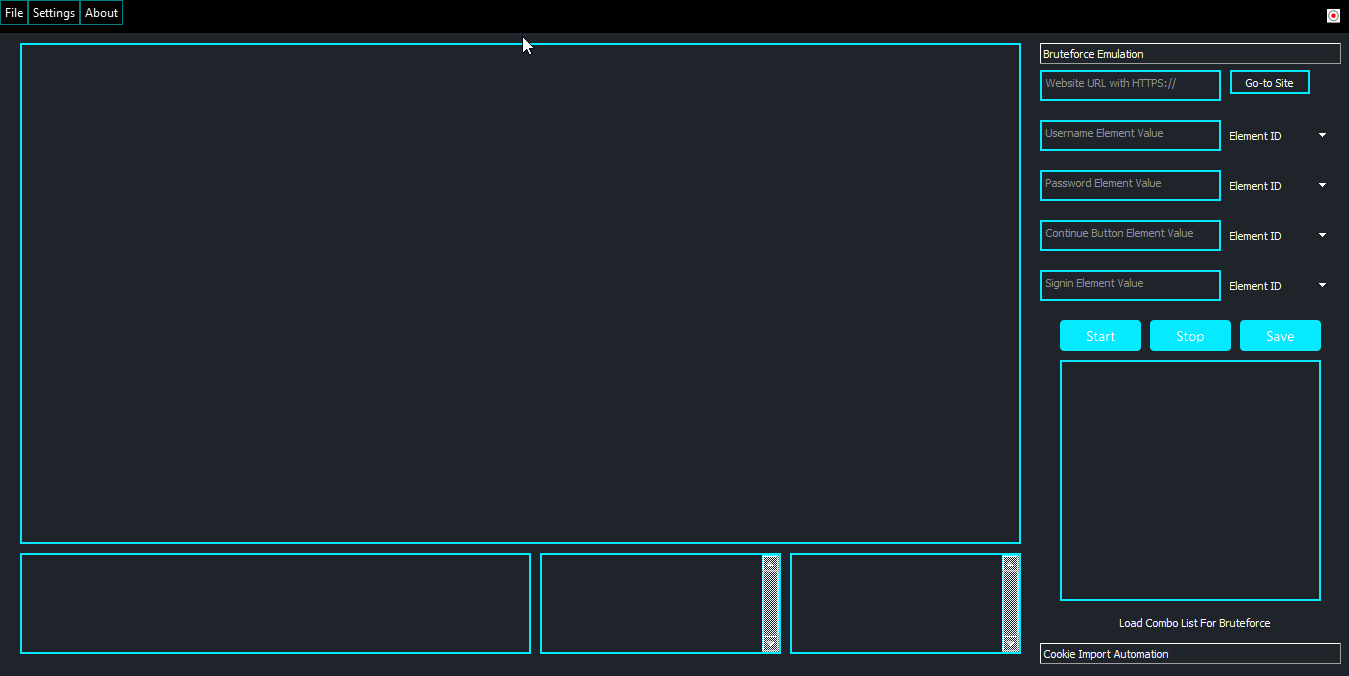 File
Settings
About
Bruteforce Emulation
Website URL with HTTPS://
Go-to Site
Username Element Value
Element ID
Password Element Value
Element ID
Continue Button Element Value
Element ID
Signin Element Value
Element ID
Start
Stop
Save
Load Combo List For Bruteforce
Cookie Import Automation